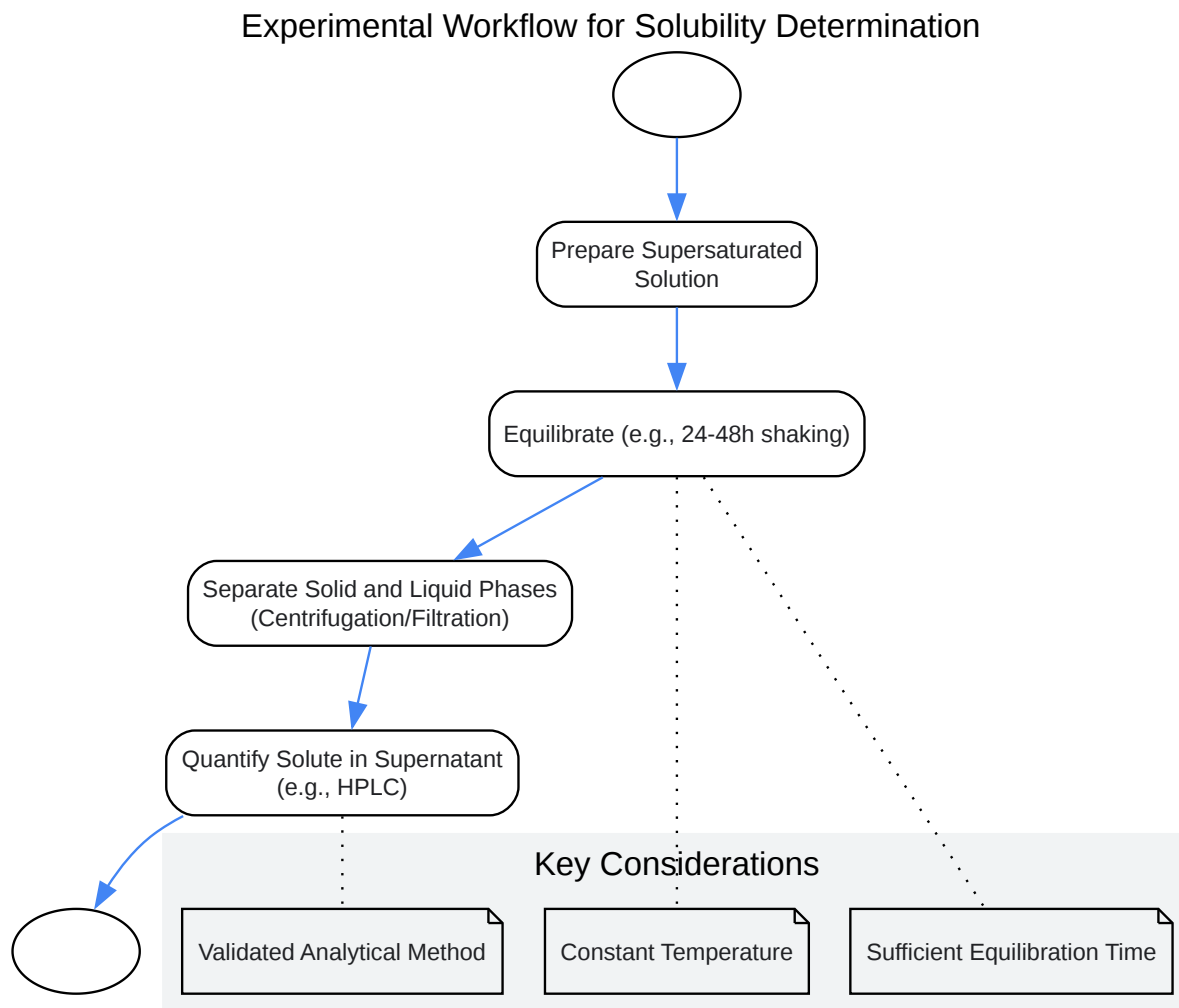 Experimental Workflow for Solubility Determination
Prepare Supersaturated
Solution
Equilibrate (e.g., 24-48h shaking)
Separate Solid and Liquid Phases
(Centrifugation/Filtration)
Quantify Solute in Supernatant
(e.g., HPLC)
Key Considerations
Validated Analytical Method
Constant Temperature
Sufficient Equilibration Time